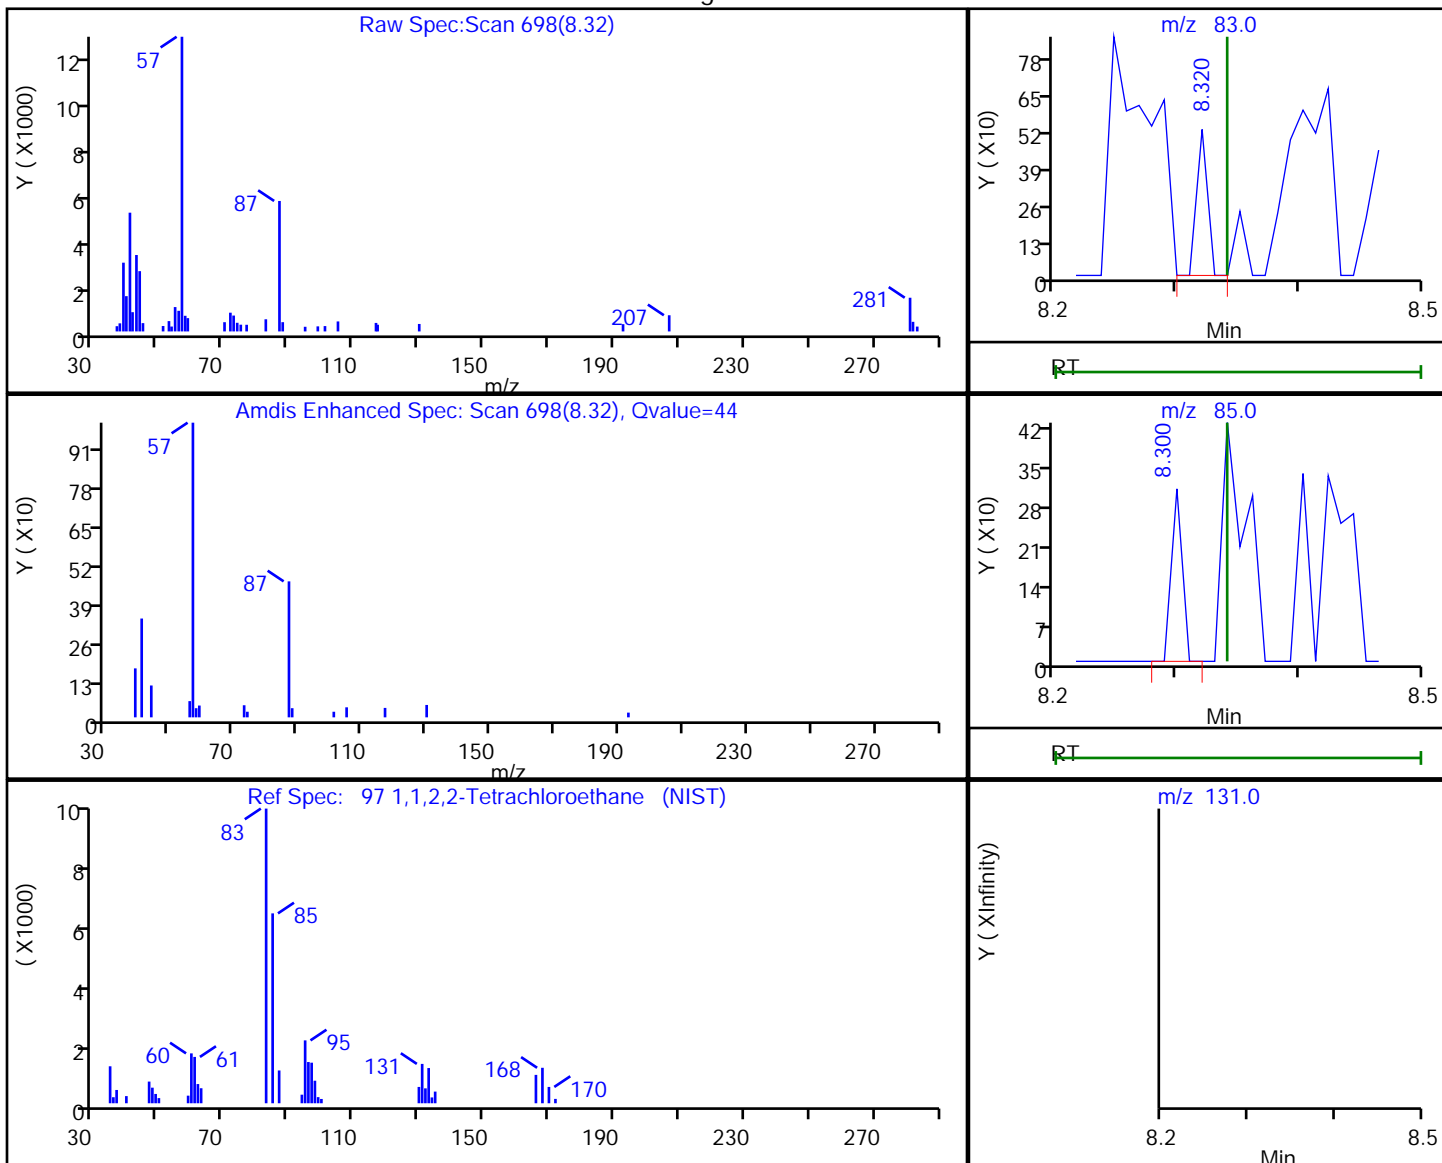 Raw Spec:Scan 698(8.32)
Y ( X1000)
12
10
8
6
4
2
0
57
87
207
281
30 70 110 150 190 230 270
m/z
m/z 83.0
Y ( X10)
78
65
52
39
26
13
0
8.320
8.2 8.5
Min
RT
Amdis Enhanced Spec: Scan 698(8.32), Qvalue=44
Y ( X10)
91
78
65
52
39
26
13
0
57
87
30 70 110 150 190 230 270
m/z
m/z 85.0
Y ( X10)
42
35
28
21
14
7
0
8.300
8.2 8.5
Min
RT
Ref Spec: 97 1,1,2,2-Tetrachloroethane (NIST)
( X1000)
10
8
6
4
2
0
83
85
60
61
95
131
168
170
30 70 110 150 190 230 270
m/z 131.0
Y ( XInfinity)
8.2 8.5
Min